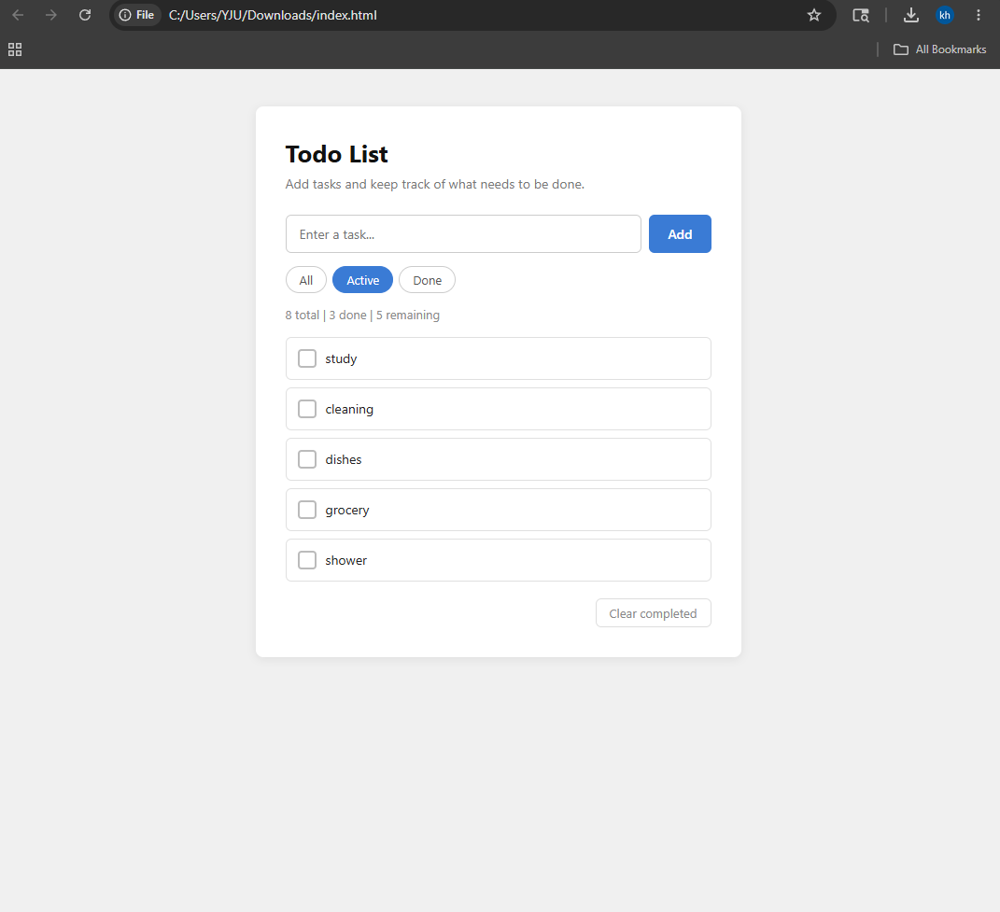 File C:/Users/YJU/Downloads/index.html kh
All Bookmarks
Todo List
Add tasks and keep track of what needs to be done.
Enter a task... Add
All Active Done
8 total | 3 done | 5 remaining
study
cleaning
dishes
grocery
shower
Clear completed